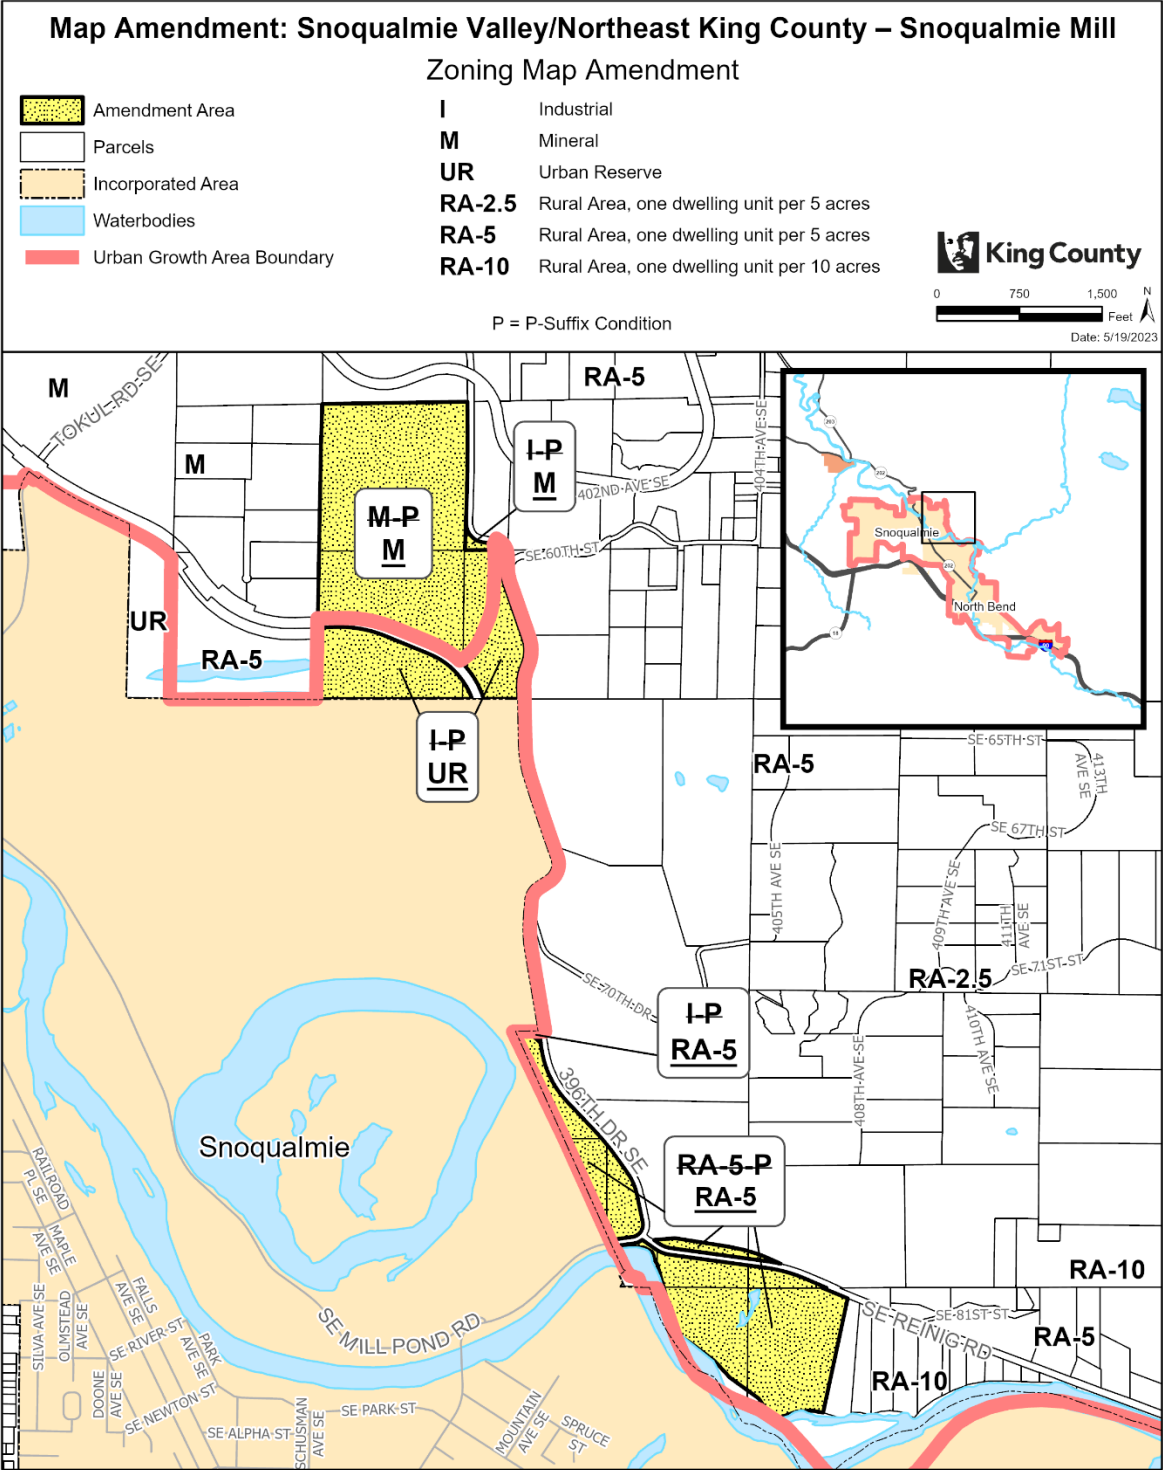 Map Amendment: Snoqualmie Valley/Northeast King County – Snoqualmie Mill
Zoning Map Amendment
Amendment Area
Parcels
Incorporated Area
Waterbodies
Urban Growth Area Boundary
I Industrial
M Mineral
UR Urban Reserve
RA-2.5 Rural Area, one dwelling unit per 5 acres
RA-5 Rural Area, one dwelling unit per 5 acres
RA-10 Rural Area, one dwelling unit per 10 acres
P = P-Suffix Condition
King County
0 750 1,500
Feet
N
Date: 5/19/2023
M
TOKUL RD SE
M
RA-5
I-P
M
402ND AVE SE
404TH AVE SE
M-P
M
SE 60TH ST
UR
RA-5
I-P
UR
203
202
Snoqualmie
202
North Bend
18
90
RA-5
SE 65TH ST
413TH
AVE SE
SE 67TH ST
405TH AVE SE
409TH AVE SE
411TH
AVE SE
SE 71ST ST
RA-2.5
SE 70TH DR
I-P
RA-5
408TH AVE SE
410TH AVE SE
396TH DR SE
RA-5-P
RA-5
Snoqualmie
RAILROAD
PL SE
MAPLE
AVE SE
FALLS
AVE SE
SILVA AVE SE
OLMSTEAD
AVE SE
SE RIVER ST
PARK
AVE SE
DOONE
AVE SE
SE NEWTON ST
SE ALPHA ST
SCHUSMAN
AVE SE
SE PARK ST
SE MILL POND RD
MOUNTAIN
AVE SE
SPRUCE
ST
RA-10
SE REINIG RD
SE 81ST ST
RA-5
RA-10